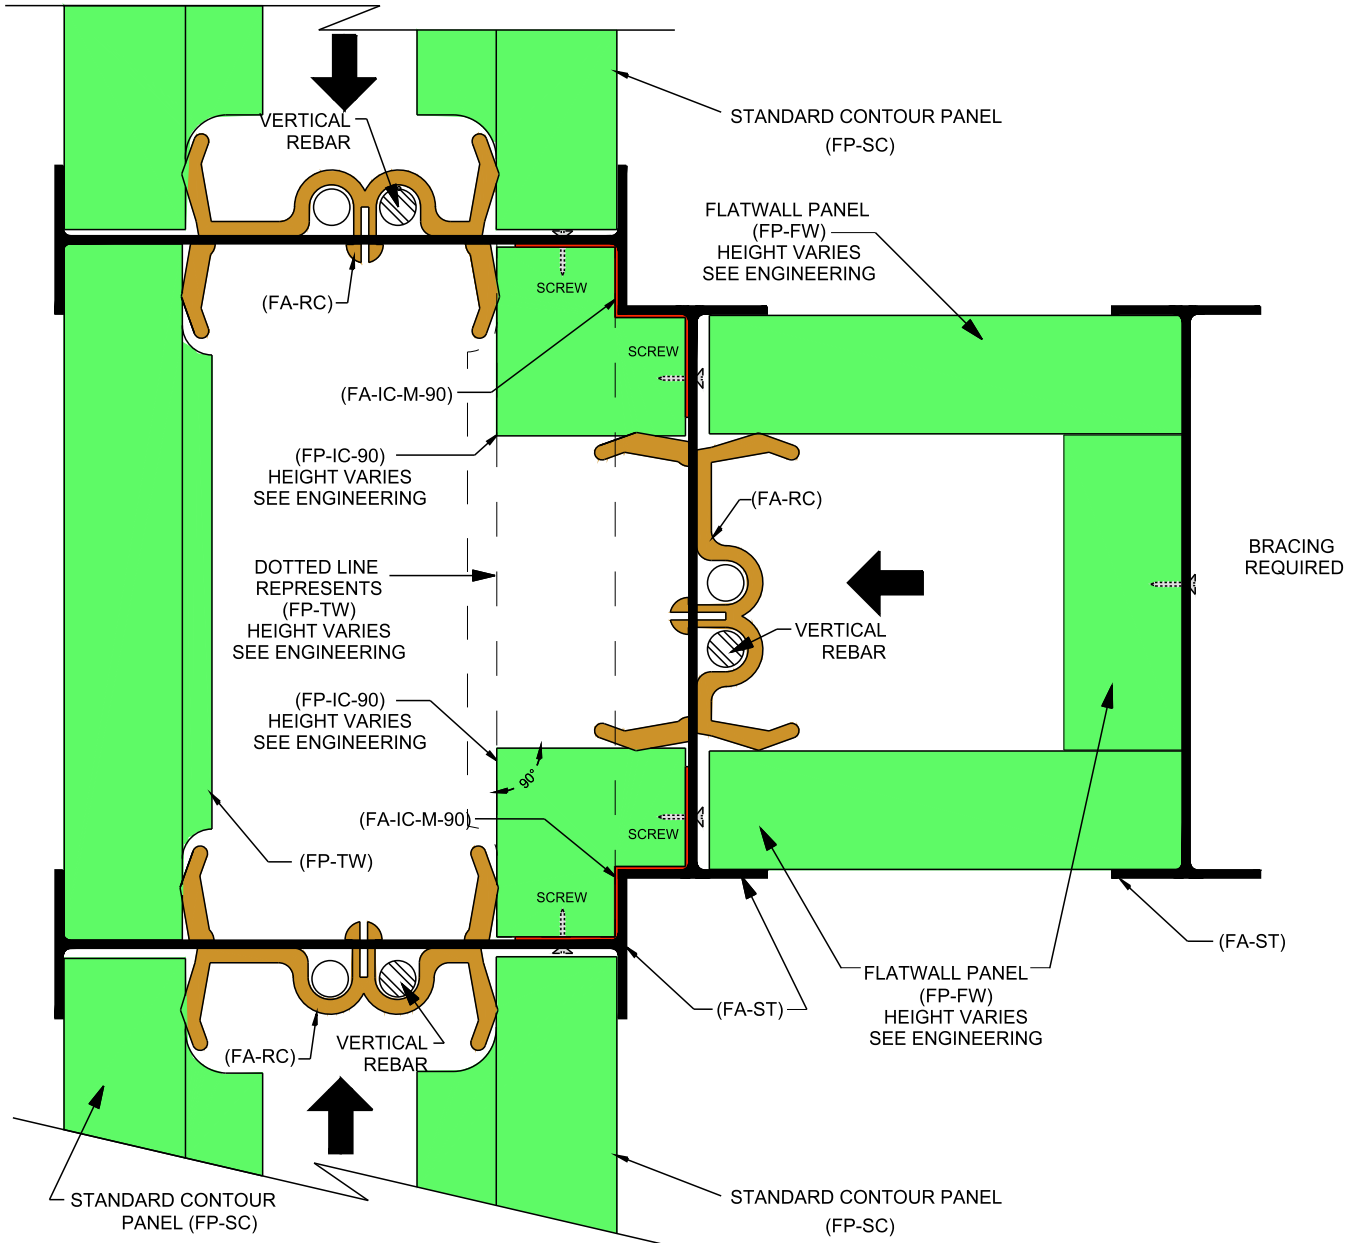 VERTICAL
REBAR
STANDARD CONTOUR PANEL
(FP-SC)
FLATWALL PANEL
(FP-FW)
HEIGHT VARIES
SEE ENGINEERING
(FA-RC)
SCREW
SCREW
(FA-IC-M-90)
(FP-IC-90)
HEIGHT VARIES
SEE ENGINEERING
(FA-RC)
DOTTED LINE
REPRESENTS
(FP-TW)
HEIGHT VARIES
SEE ENGINEERING
BRACING
REQUIRED
VERTICAL
REBAR
(FP-IC-90)
HEIGHT VARIES
SEE ENGINEERING
90°
(FA-IC-M-90)
SCREW
(FP-TW)
SCREW
(FA-ST)
FLATWALL PANEL
(FP-FW)
HEIGHT VARIES
SEE ENGINEERING
(FA-ST)
(FA-RC)
VERTICAL
REBAR
STANDARD CONTOUR
PANEL (FP-SC)
STANDARD CONTOUR PANEL
(FP-SC)